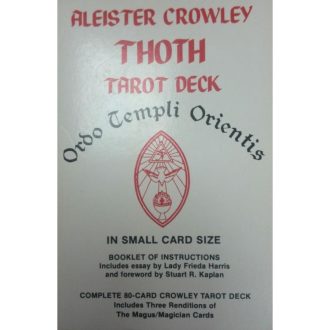 ALEISTER CROWLEY
THOTH
TAROT DECK
Ordo Templi Orientis
IN SMALL CARD SIZE
BOOKLET OF INSTRUCTIONS
Includes essay by Lady Frieda Harris
and foreword by Stuart R. Kaplan
COMPLETE 80-CARD CROWLEY TAROT DECK
Includes Three Renditions of
The Magus/Magician Cards